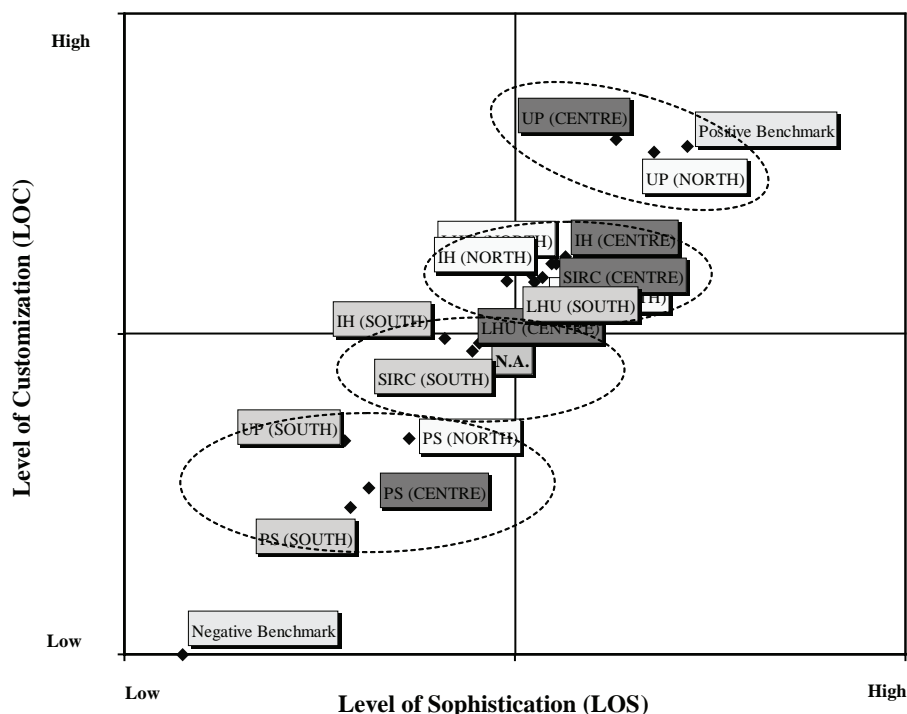 High
UP (CENTRE)
Positive Benchmark
UP (NORTH)
Level of Customization (LOC)
IH (CENTRE)
IH (NORTH)
SIRC (CENTRE)
LHU (SOUTH)
IH (SOUTH)
LHU (CENTRE)
N.A.
SIRC (SOUTH)
UP (SOUTH)
PS (NORTH)
PS (CENTRE)
PS (SOUTH)
Negative Benchmark
Low
Low
High
Level of Sophistication (LOS)